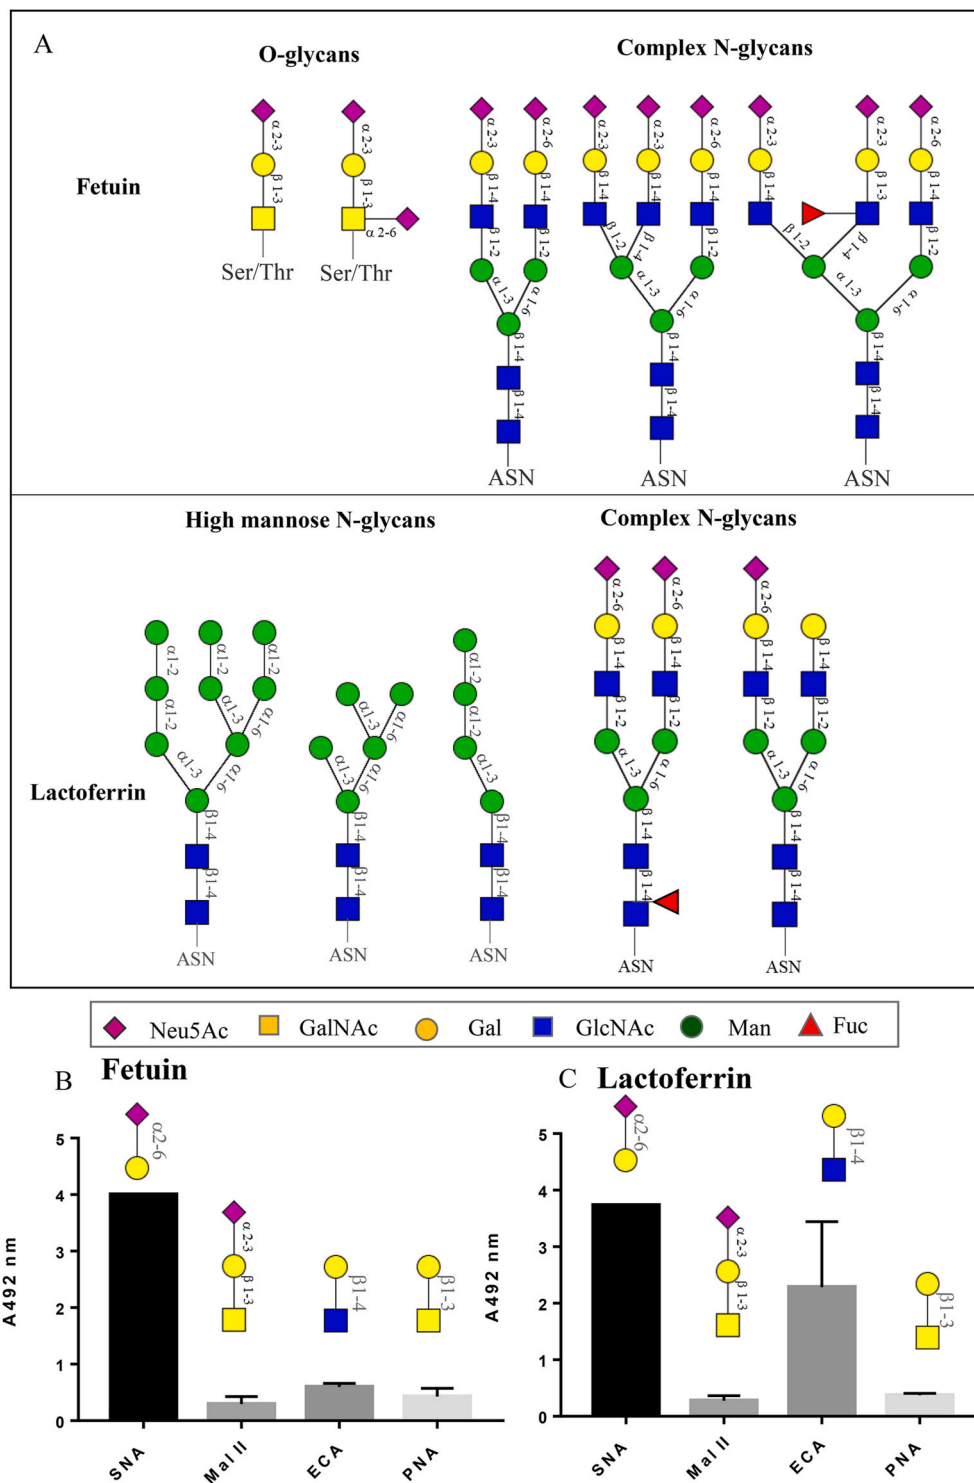 A
O-glycans
Complex N-glycans
Fetuin
α 2-3
β 1-3
Ser/Thr
α 2-3
β 1-3
α 2-6
Ser/Thr
α 2-3
α 2-6
β 1-4
β 1-4
β 1-2
β 1-2
α 1-3
α 1-6
β 1-4
β 1-4
ASN
α 2-3
α 2-3
α 2-6
β 1-4
β 1-4
β 1-4
β 1-2
β 1-4
β 1-2
α 1-3
α 1-6
β 1-4
β 1-4
ASN
α 2-3
α 2-3
α 2-6
β 1-4
β 1-3
β 1-4
β 1-2
β 1-4
β 1-2
α 1-3
α 1-6
β 1-4
β 1-4
ASN
High mannose N-glycans
Complex N-glycans
Lactoferrin
α1-2
α1-2
α1-2
α1-2
α1-3
α1-6
α1-3
α1-6
β1-4
β1-4
ASN
α1-3
α1-6
α1-3
α1-6
β1-4
β1-4
ASN
α1-2
α1-2
α1-3
β1-4
β1-4
ASN
α 2-6
α 2-6
β 1-4
β 1-4
β 1-2
β 1-2
α 1-3
α 1-6
β 1-4
β 1-4
ASN
α 2-6
β 1-4
β 1-4
β 1-2
β 1-2
α 1-3
α 1-6
β 1-4
β 1-4
ASN
Neu5Ac GalNAc Gal GlcNAc Man Fuc
B Fetuin
A492 nm
5
4
3
2
1
0
α2-6
α 2-3
β 1-3
β1-4
β1-3
SNA
Mal II
ECA
PNA
C Lactoferrin
A492 nm
5
4
3
2
1
0
α2-6
α 2-3
β 1-3
β1-4
β1-3
SNA
Mal II
ECA
PNA